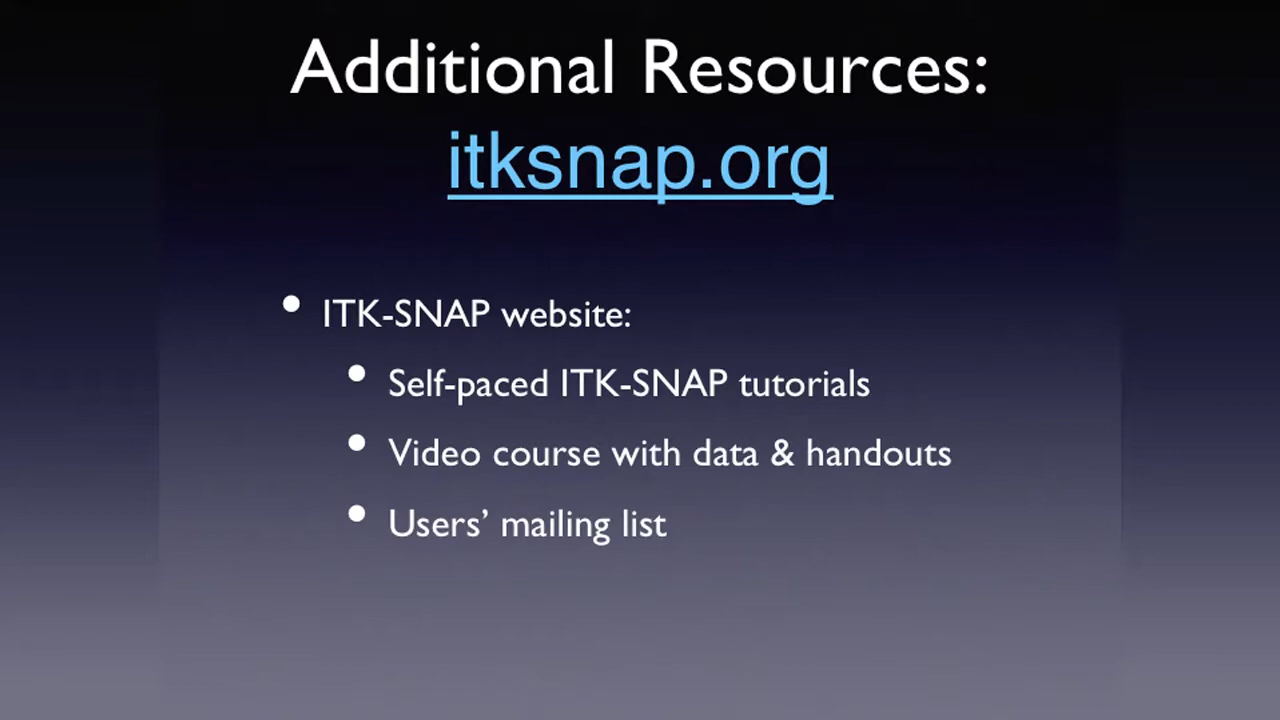 Additional Resources:
itksnap.org
• ITK-SNAP website:
• Self-paced ITK-SNAP tutorials
• Video course with data & handouts
• Users’ mailing list